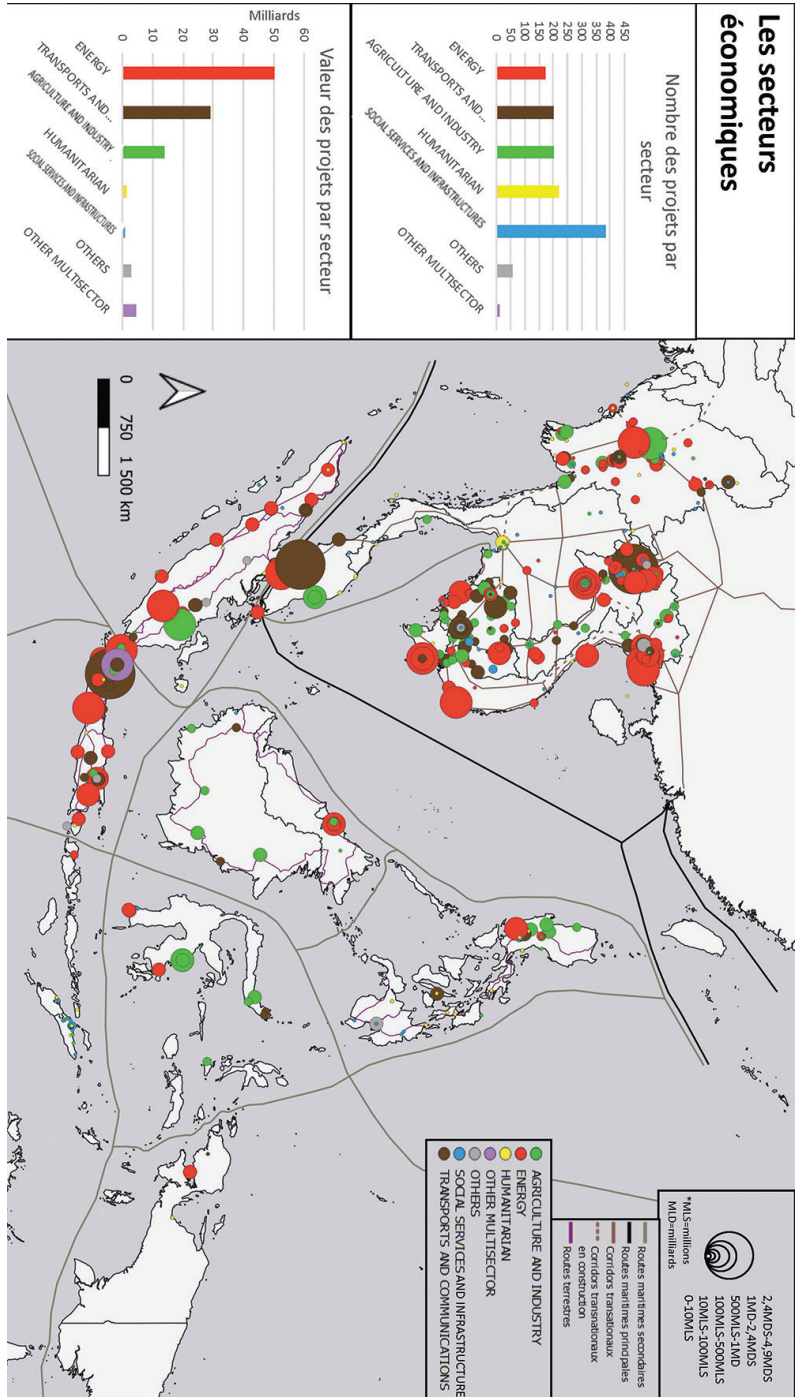 Les secteurs
économiques
Nombre des projets par
secteur
450
400
350
300
250
200
150
100
50
0
ENERGY
TRANSPORTS AND...
AGRICULTURE AND INDUSTRY
HUMANITARIAN
SOCIAL SERVICES AND INFRASTRUCTURES
OTHERS
OTHER MULTISECTOR
Valeur des projets par secteur
Milliards
60
50
40
30
20
10
0
ENERGY
TRANSPORTS AND...
AGRICULTURE AND INDUSTRY
HUMANITARIAN
SOCIAL SERVICES AND INFRASTRUCTURES
OTHERS
OTHER MULTISECTOR
0 750 1 500 km
2,4MDS-4,9MDS
1MD-2,4MDS
500MLS-1MD
100MLS-500MLS
10MLS-100MLS
0-10MLS
*MLS=millions
MLD=milliards
Routes maritimes secondaires
Routes maritimes principales
Corridors transationaux
Corridors transnationaux
en construction
Routes terrestres
AGRICULTURE AND INDUSTRY
ENERGY
HUMANITARIAN
OTHER MULTISECTOR
OTHERS
SOCIAL SERVICES AND INFRASTRUCTURE
TRANSPORTS AND COMMUNICATIONS